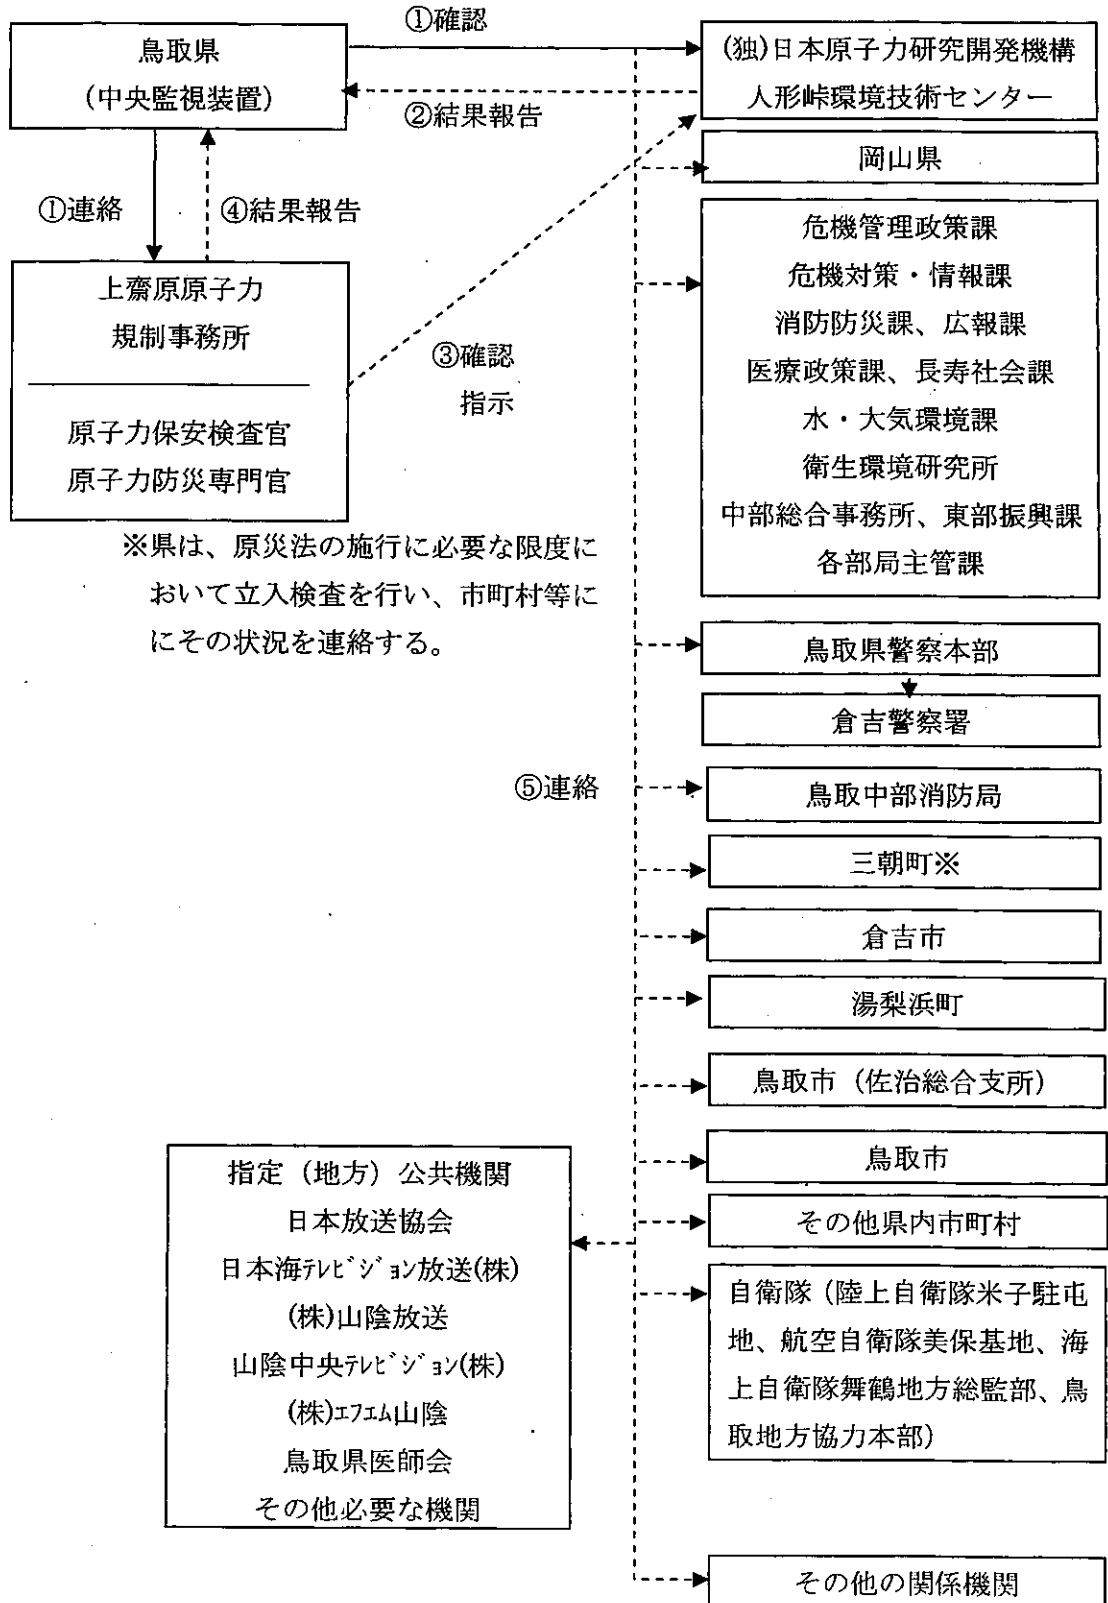 ①確認
鳥取県
(中央監視装置)
(独)日本原子力研究開発機構
人形峠環境技術センター
②結果報告
岡山県
①連絡
④結果報告
危機管理政策課
危機対策・情報課
消防防災課、広報課
医療政策課、長寿社会課
水・大気環境課
衛生環境研究所
中部総合事務所、東部振興課
各部局主管課
上齋原原子力
規制事務所
原子力保安検査官
原子力防災専門官
③確認
指示
※県は、原災法の施行に必要な限度に
おいて立入検査を行い、市町村等に
にその状況を連絡する。
鳥取県警察本部
倉吉警察署
⑤連絡
鳥取中部消防局
三朝町※
倉吉市
湯梨浜町
鳥取市（佐治総合支所）
鳥取市
その他県内市町村
指定（地方）公共機関
日本放送協会
日本海ﾃﾚﾋﾞｼﾞｮﾝ放送(株)
(株)山陰放送
山陰中央ﾃﾚﾋﾞｼﾞｮﾝ(株)
(株)ｴﾌｴﾑ山陰
鳥取県医師会
その他必要な機関
自衛隊（陸上自衛隊米子駐屯
地、航空自衛隊美保基地、海
上自衛隊舞鶴地方総監部、鳥
取地方協力本部）
その他の関係機関